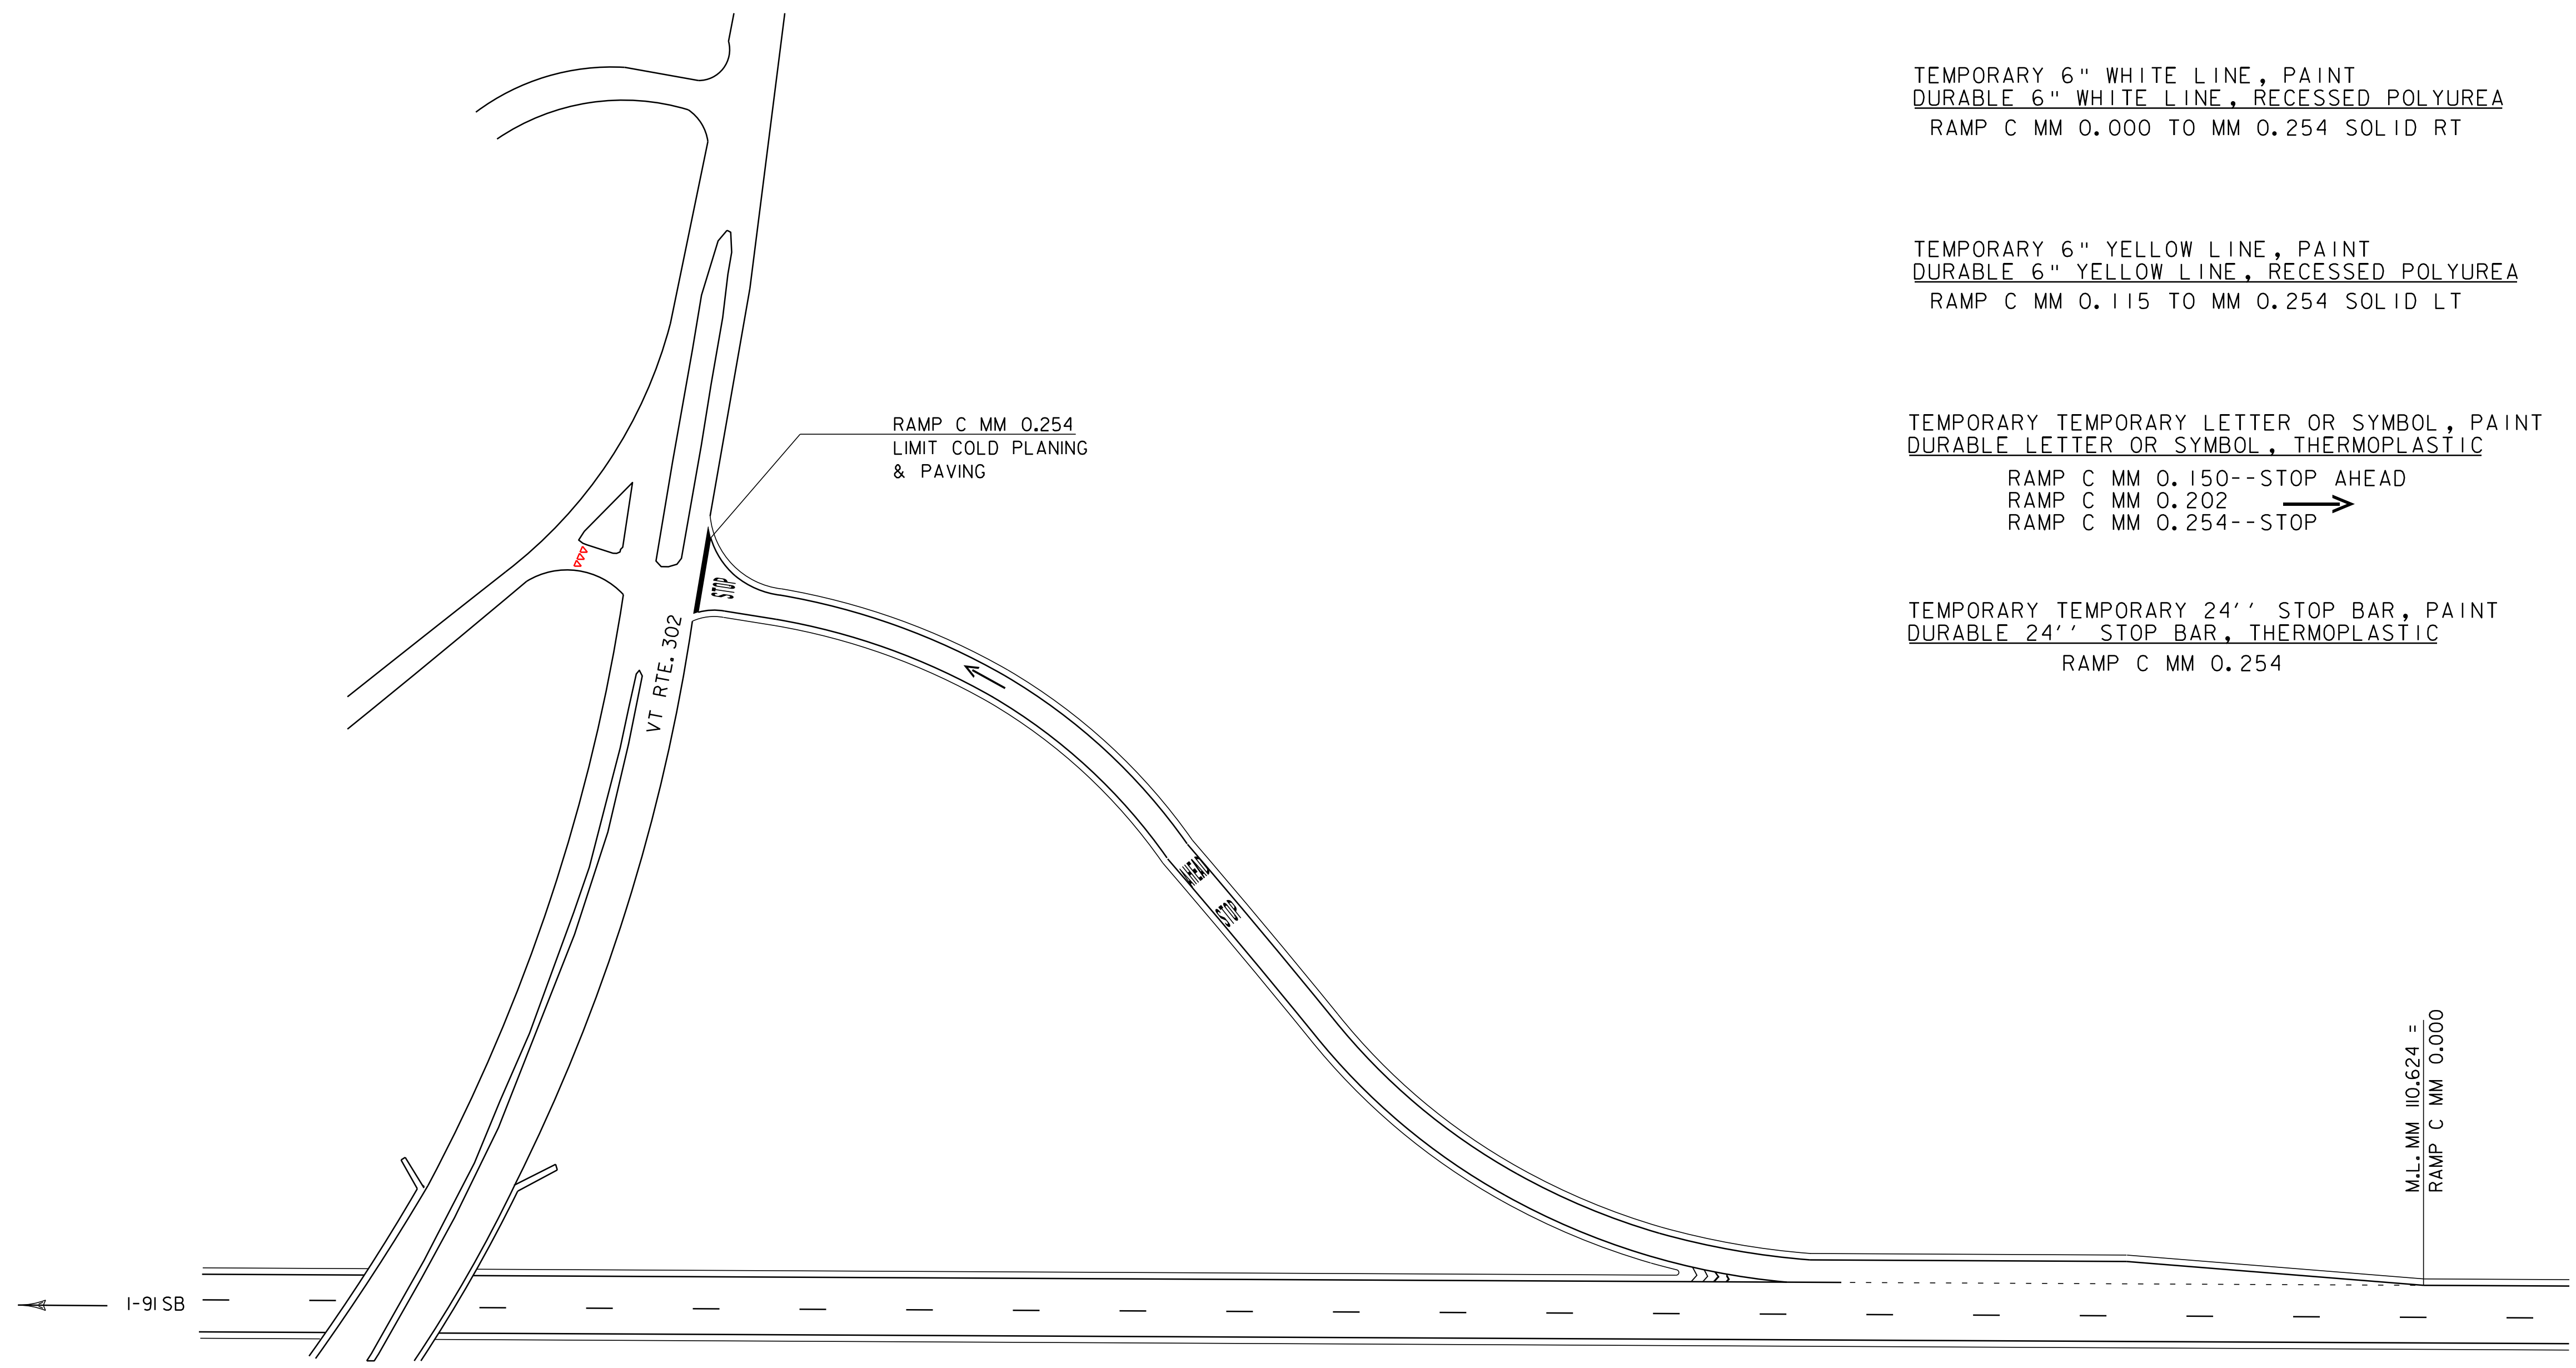 TEMPORARY 6" WHITE LINE, PAINT
DURABLE 6" WHITE LINE, RECESSED POLYUREA
RAMP C MM 0.000 TO MM 0.254 SOLID RT
TEMPORARY 6" YELLOW LINE, PAINT
DURABLE 6" YELLOW LINE, RECESSED POLYUREA
RAMP C MM 0.115 TO MM 0.254 SOLID LT
TEMPORARY TEMPORARY LETTER OR SYMBOL, PAINT
DURABLE LETTER OR SYMBOL, THERMOPLASTIC
RAMP C MM 0.150--STOP AHEAD
RAMP C MM 0.202
RAMP C MM 0.254--STOP
TEMPORARY TEMPORARY 24'' STOP BAR, PAINT
DURABLE 24'' STOP BAR, THERMOPLASTIC
RAMP C MM 0.254
RAMP C MM 0.254
LIMIT COLD PLANING
& PAVING
STOP
VT RTE. 302
AHEAD
STOP
M.L. MM 110.624 =
RAMP C MM 0.000
I-91 SB